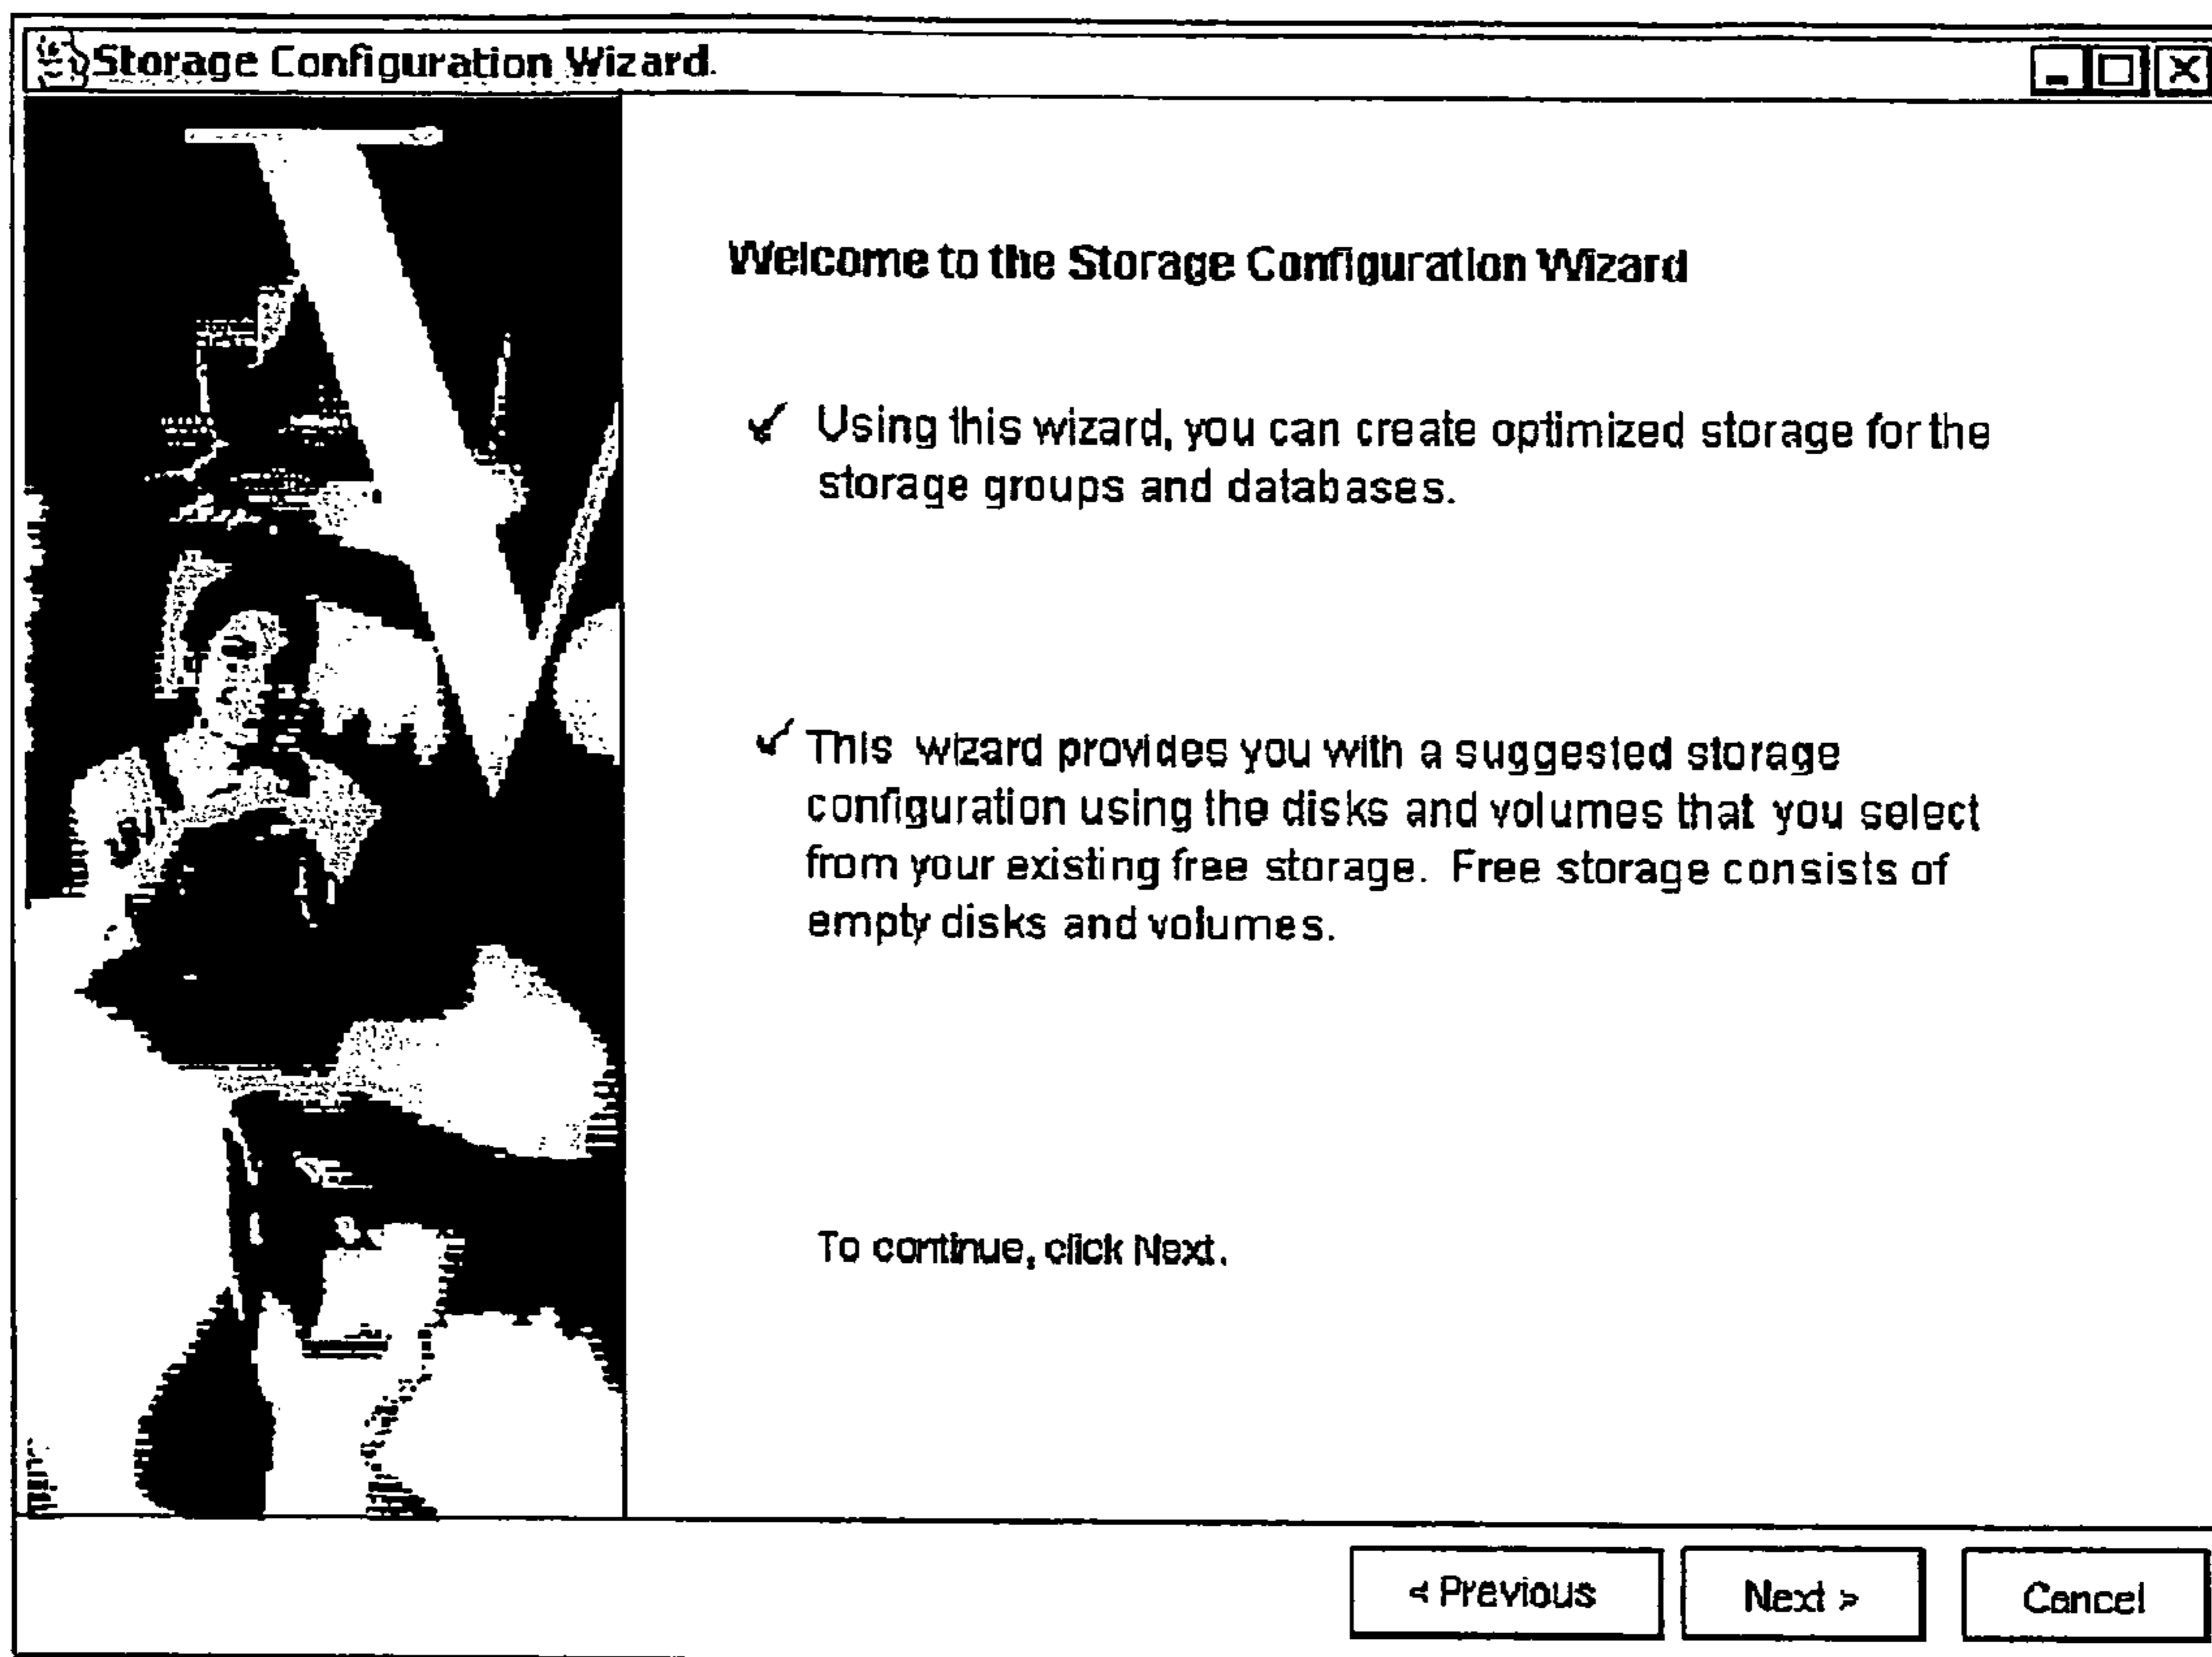 Storage Configuration Wizard
Welcome to the Storage Configuration Wizard
✓ Using this wizard, you can create optimized storage for the
storage groups and databases.
✓ This wizard provides you with a suggested storage
configuration using the disks and volumes that you select
from your existing free storage. Free storage consists of
empty disks and volumes.
To continue, click Next.
< Previous Next > Cancel